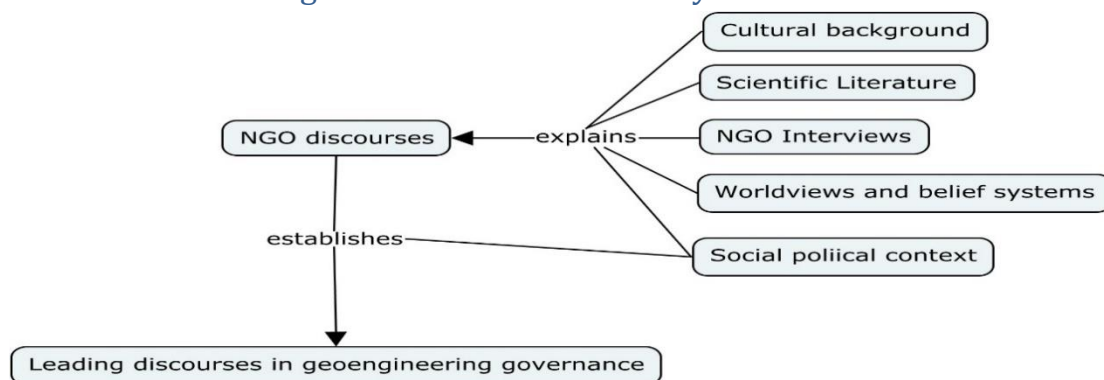 Cultural background
Scientific Literature
NGO discourses
explains
NGO Interviews
Worldviews and belief systems
establishes
Social poliical context
Leading discourses in geoengineering governance